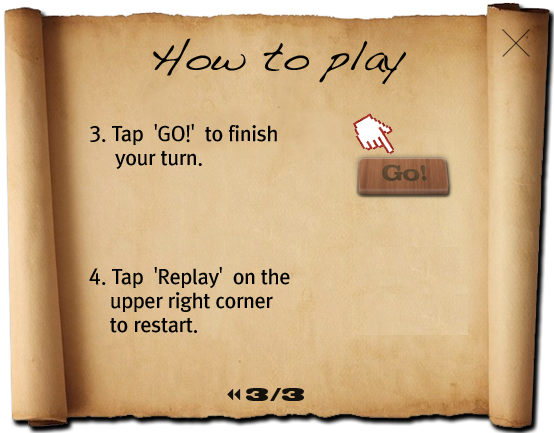 How to play
3. Tap 'GO!' to finish
your turn.
Go!
4. Tap 'Replay' on the
upper right corner
to restart.
3/3